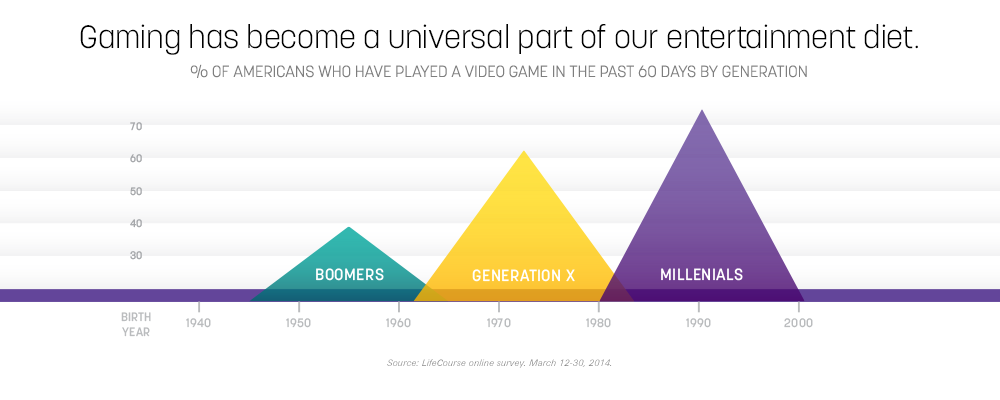 Gaming has become a universal part of our entertainment diet.
% OF AMERICANS WHO HAVE PLAYED A VIDEO GAME IN THE PAST 60 DAYS BY GENERATION
70
60
50
40
30
BOOMERS GENERATION X MILLENIALS
BIRTH YEAR
1940 1950 1960 1970 1980 1990 2000
Source: LifeCourse online survey. March 12-30, 2014.